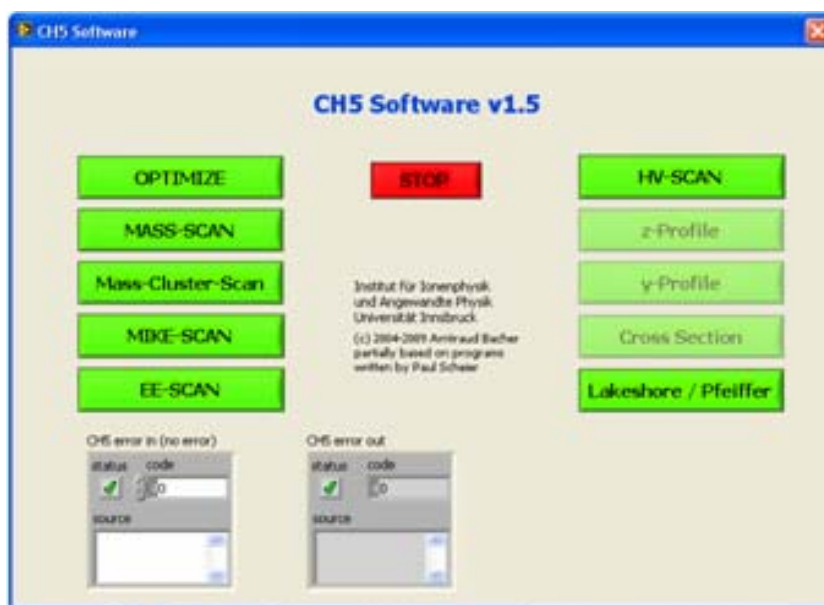 CH5 Software
CH5 Software v1.5
OPTIMIZE
MASS-SCAN
Mass-Cluster-Scan
MIKE-SCAN
EE-SCAN
STOP
Institut für Ionenphysik
und Angewandte Physik
Universität Innsbruck
(c) 2004-2009 Arntraud Bacher
partially based on programs
written by Paul Scheier
HV-SCAN
z-Profile
y-Profile
Cross Section
Lakeshore / Pfeiffer
CH5 error in (no error)
status code
0
source
CH5 error out
status code
0
source